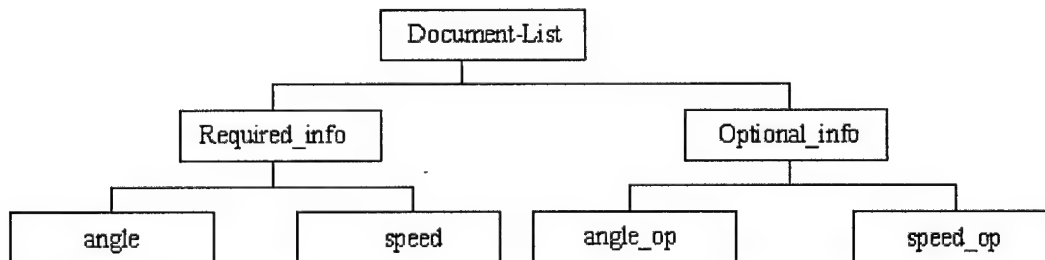 Document-List
Required_info
Optional_info
angle
speed
angle_op
speed_op